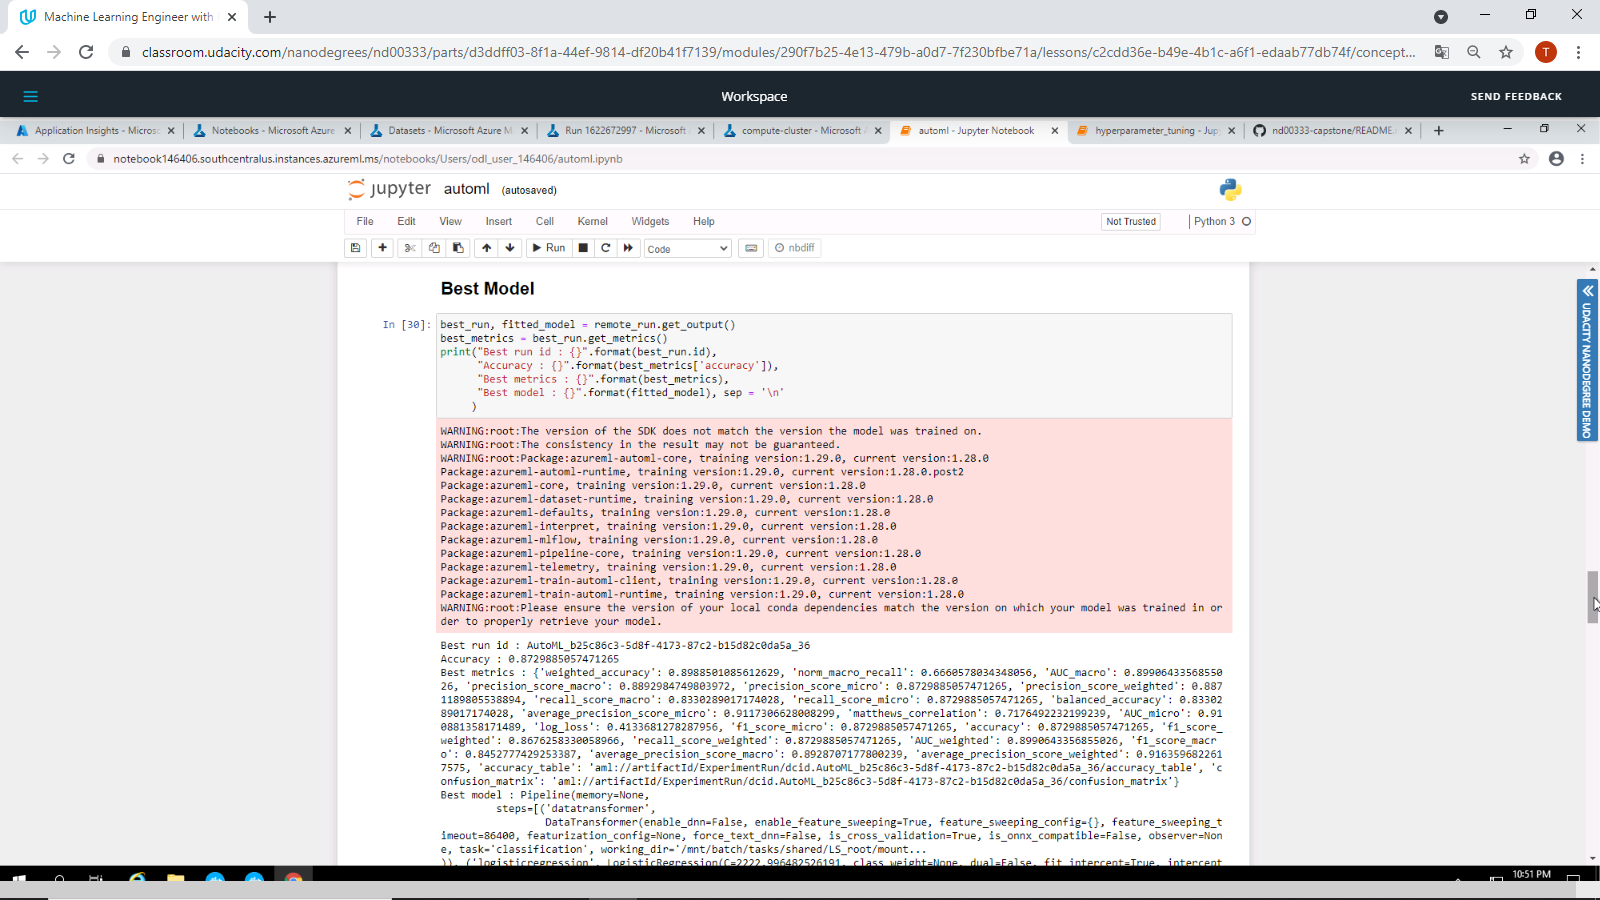 Machine Learning Engineer with
classroom.udacity.com/nanodegrees/nd00333/parts/d3ddff03-8f1a-44ef-9814-df20b41f7139/modules/290f7b25-4e13-479b-a0d7-7f230bfbe71a/lessons/c2cdd36e-b49e-4b1c-a6f1-edaab77db74f/concept...
T
Workspace
SEND FEEDBACK
Application Insights - Micros
Notebooks - Microsoft Azure
Datasets - Microsoft Azure M
Run 1622672997 - Microsoft
compute-cluster - Microsoft
automl - Jupyter Notebook
hyperparameter_tuning - Jup
nd00333-capstone/README.
notebook146406.southcentralus.instances.azureml.ms/notebooks/Users/odl_user_146406/automl.ipynb
jupyter automl (autosaved)
File Edit View Insert Cell Kernel Widgets Help
Not Trusted
Python 3
Run
Code
nbdiff
UDACITY NANODEGREE DEMO
Best Model
In [30]:
best_run, fitted_model = remote_run.get_output()
best_metrics = best_run.get_metrics()
print("Best run id : {}".format(best_run.id),
"Accuracy : {}".format(best_metrics['accuracy']),
"Best metrics : {}".format(best_metrics),
"Best model : {}".format(fitted_model), sep = '\n'
)
WARNING:root:The version of the SDK does not match the version the model was trained on.
WARNING:root:The consistency in the result may not be guaranteed.
WARNING:root:Package:azureml-automl-core, training version:1.29.0, current version:1.28.0
Package:azureml-automl-runtime, training version:1.29.0, current version:1.28.0.post2
Package:azureml-core, training version:1.29.0, current version:1.28.0
Package:azureml-dataset-runtime, training version:1.29.0, current version:1.28.0
Package:azureml-defaults, training version:1.29.0, current version:1.28.0
Package:azureml-interpret, training version:1.29.0, current version:1.28.0
Package:azureml-mlflow, training version:1.29.0, current version:1.28.0
Package:azureml-pipeline-core, training version:1.29.0, current version:1.28.0
Package:azureml-telemetry, training version:1.29.0, current version:1.28.0
Package:azureml-train-automl-client, training version:1.29.0, current version:1.28.0
Package:azureml-train-automl-runtime, training version:1.29.0, current version:1.28.0
WARNING:root:Please ensure the version of your local conda dependencies match the version on which your model was trained in or
der to properly retrieve your model.
Best run id : AutoML_b25c86c3-5d8f-4173-87c2-b15d82c0da5a_36
Accuracy : 0.8729885057471265
Best metrics : {'weighted_accuracy': 0.8988501085612629, 'norm_macro_recall': 0.6660578034348056, 'AUC_macro': 0.89906433568550
26, 'precision_score_macro': 0.8892984749803972, 'precision_score_micro': 0.8729885057471265, 'precision_score_weighted': 0.887
1189805538894, 'recall_score_macro': 0.8330289017174028, 'recall_score_micro': 0.8729885057471265, 'balanced_accuracy': 0.83302
89017174028, 'average_precision_score_micro': 0.9117306628008299, 'matthews_correlation': 0.7176492232199239, 'AUC_micro': 0.91
0881358171489, 'log_loss': 0.4133681278287956, 'f1_score_micro': 0.8729885057471265, 'accuracy': 0.8729885057471265, 'f1_score_
weighted': 0.8676258330058966, 'recall_score_weighted': 0.8729885057471265, 'AUC_weighted': 0.8990643356855026, 'f1_score_macr
o': 0.8452777429253387, 'average_precision_score_macro': 0.8928707177800239, 'average_precision_score_weighted': 0.916359682261
7575, 'accuracy_table': 'aml://artifactId/ExperimentRun/dcid.AutoML_b25c86c3-5d8f-4173-87c2-b15d82c0da5a_36/accuracy_table', 'c
onfusion_matrix': 'aml://artifactId/ExperimentRun/dcid.AutoML_b25c86c3-5d8f-4173-87c2-b15d82c0da5a_36/confusion_matrix'}
Best model : Pipeline(memory=None,
steps=[('datatransformer',
DataTransformer(enable_dnn=False, enable_feature_sweeping=True, feature_sweeping_config={}, feature_sweeping_t
imeout=86400, featurization_config=None, force_text_dnn=False, is_cross_validation=True, is_onnx_compatible=False, observer=Non
e, task='classification', working_dir='/mnt/batch/tasks/shared/LS_root/mount...
)), ('logisticregression', LogisticRegression(C=2222.996482526191, class_weight=None, dual=False, fit_intercept=True, intercept
10:51 PM